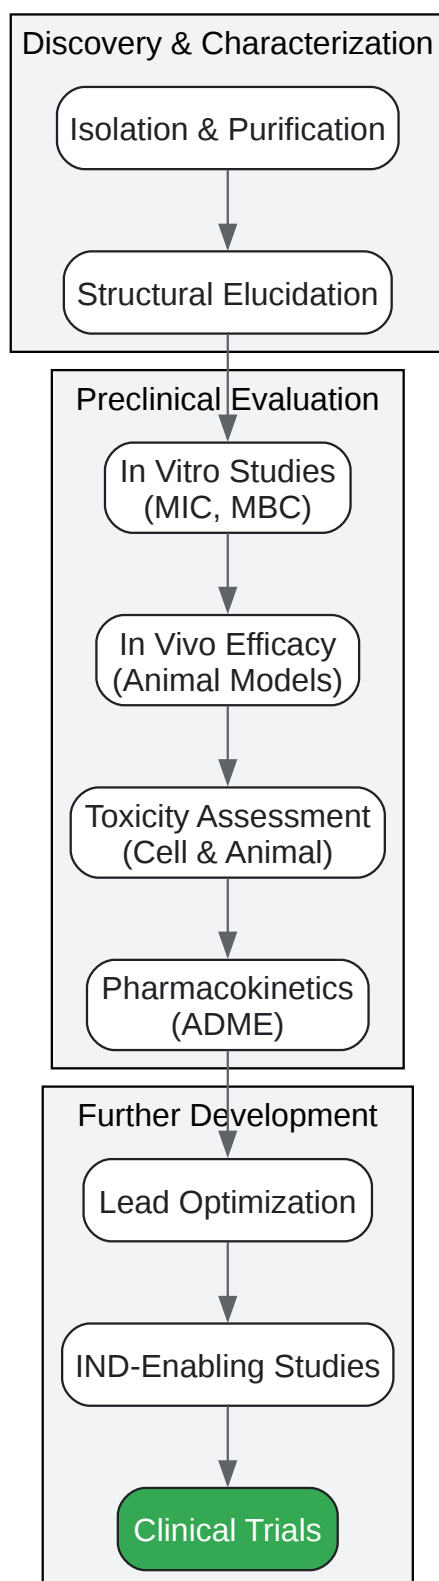 Discovery & Characterization
Isolation & Purification
Structural Elucidation
Preclinical Evaluation
In Vitro Studies
(MIC, MBC)
In Vivo Efficacy
(Animal Models)
Toxicity Assessment
(Cell & Animal)
Pharmacokinetics
(ADME)
Further Development
Lead Optimization
IND-Enabling Studies
Clinical Trials